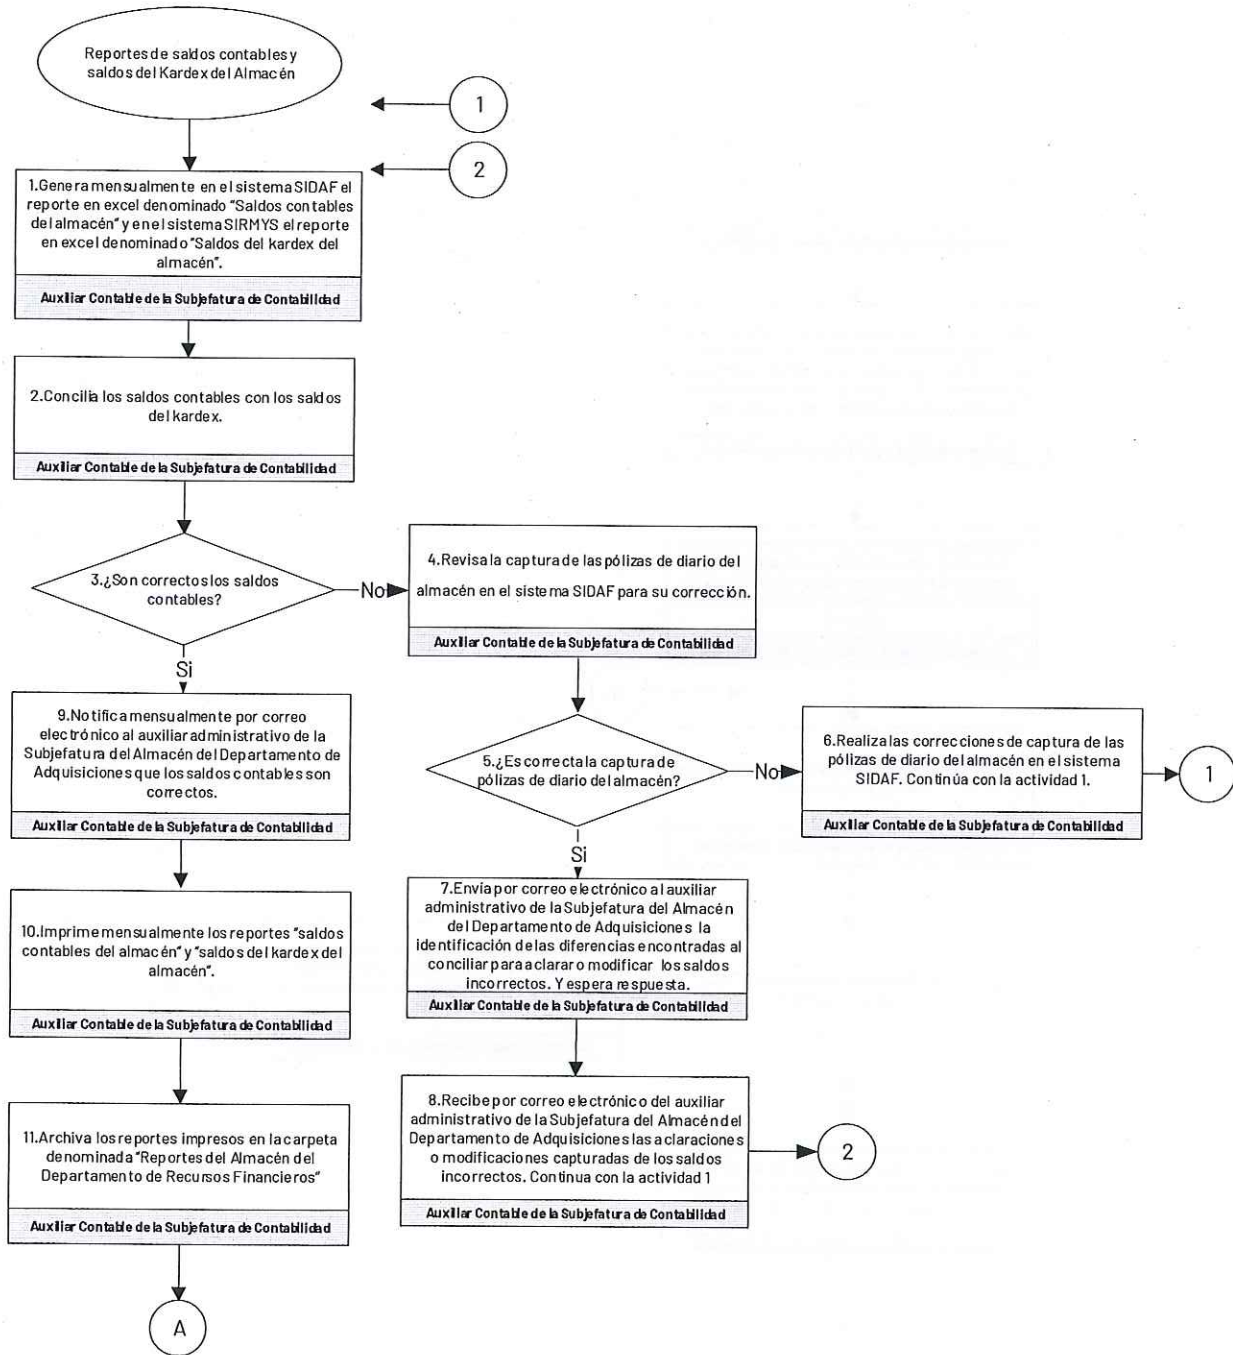 Reportes de saldos contables y
saldos del Kardex del Almacén
1
2
1.Genera mensualmente en el sistema SIDAF el
reporte en excel denominado "Saldos contables
del almacén" y en el sistema SIRMYS el reporte
en excel denominado "Saldos del kardex del
almacén".
Auxiliar Contable de la Subjefatura de Contabilidad
2.Concilia los saldos contables con los saldos
del kardex.
Auxiliar Contable de la Subjefatura de Contabilidad
3.¿Son correctos los saldos
contables?
No
4.Revisa la captura de las pólizas de diario del
almacén en el sistema SIDAF para su corrección.
Auxiliar Contable de la Subjefatura de Contabilidad
Si
9.Notifica mensualmente por correo
electrónico al auxiliar administrativo de la
Subjefatura del Almacén del Departamento de
Adquisiciones que los saldos contables son
correctos.
Auxiliar Contable de la Subjefatura de Contabilidad
5.¿Es correcta la captura de
pólizas de diario del almacén?
No
6.Realiza las correcciones de captura de las
pólizas de diario del almacén en el sistema
SIDAF. Continúa con la actividad 1.
Auxiliar Contable de la Subjefatura de Contabilidad
1
Si
7.Envía por correo electrónico al auxiliar
administrativo de la Subjefatura del Almacén
del Departamento de Adquisiciones la
identificación de las diferencias encontradas al
conciliar para aclarar o modificar los saldos
incorrectos. Y espera respuesta.
Auxiliar Contable de la Subjefatura de Contabilidad
10.Imprime mensualmente los reportes "saldos
contables del almacén" y "saldos del kardex del
almacén".
Auxiliar Contable de la Subjefatura de Contabilidad
8.Recibe por correo electrónico del auxiliar
administrativo de la Subjefatura del Almacén del
Departamento de Adquisiciones las aclaraciones
o modificaciones capturadas de los saldos
incorrectos. Continua con la actividad 1
Auxiliar Contable de la Subjefatura de Contabilidad
2
11.Archiva los reportes impresos en la carpeta
denominada "Reportes del Almacén del
Departamento de Recursos Financieros"
Auxiliar Contable de la Subjefatura de Contabilidad
A